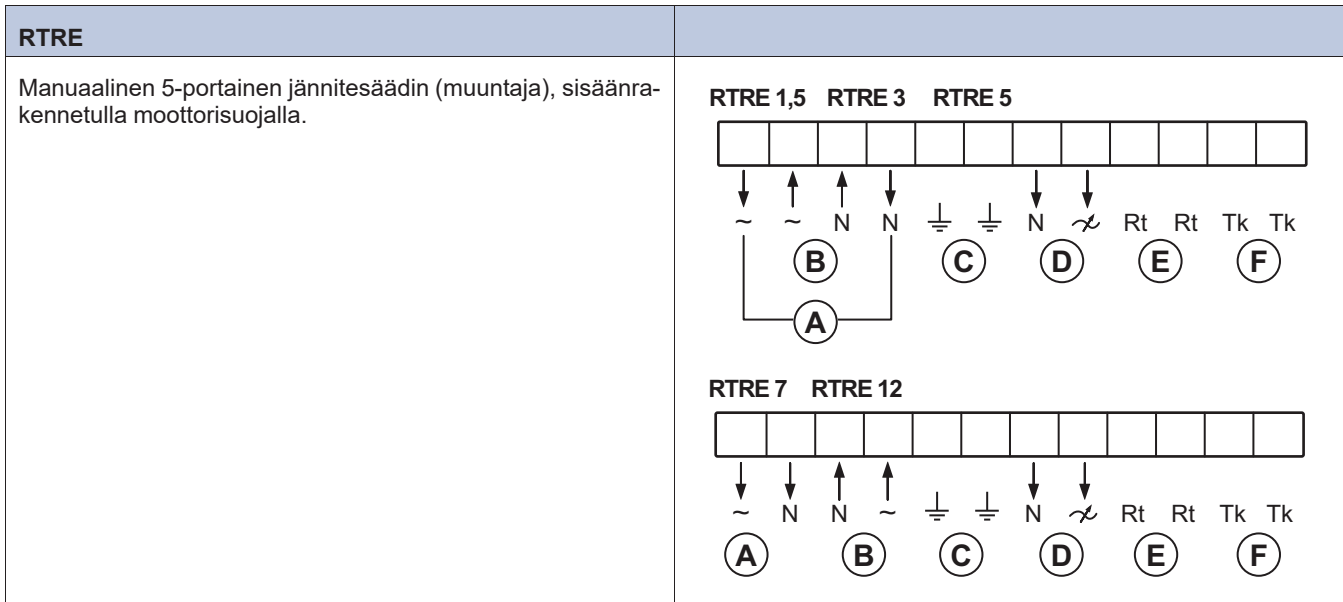 RTRE
Manuaalinen 5-portainen jännitesäädin (muuntaja), sisäänra-
kennetulla moottorisuojalla.
RTRE 1,5 RTRE 3 RTRE 5
~ ~ N N N Rt Rt Tk Tk
B C D E F
A
RTRE 7 RTRE 12
~ N N ~ N Rt Rt Tk Tk
A B C D E F